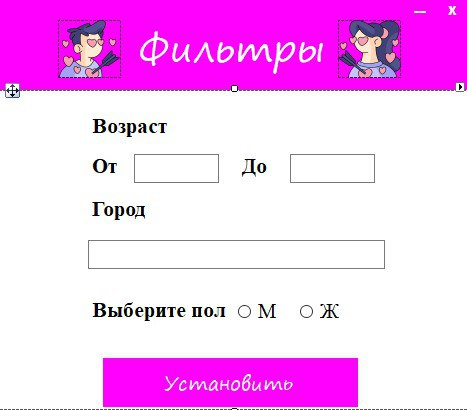 Фильтры
Возраст
От До
Город
Выберите пол М Ж
Установить